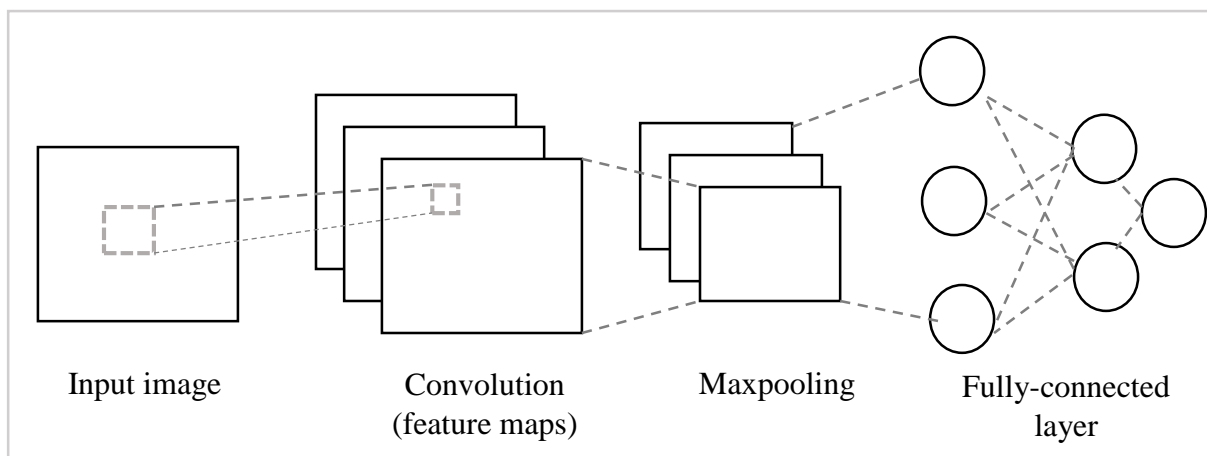 Input image
Convolution
(feature maps)
Maxpooling
Fully-connected
layer